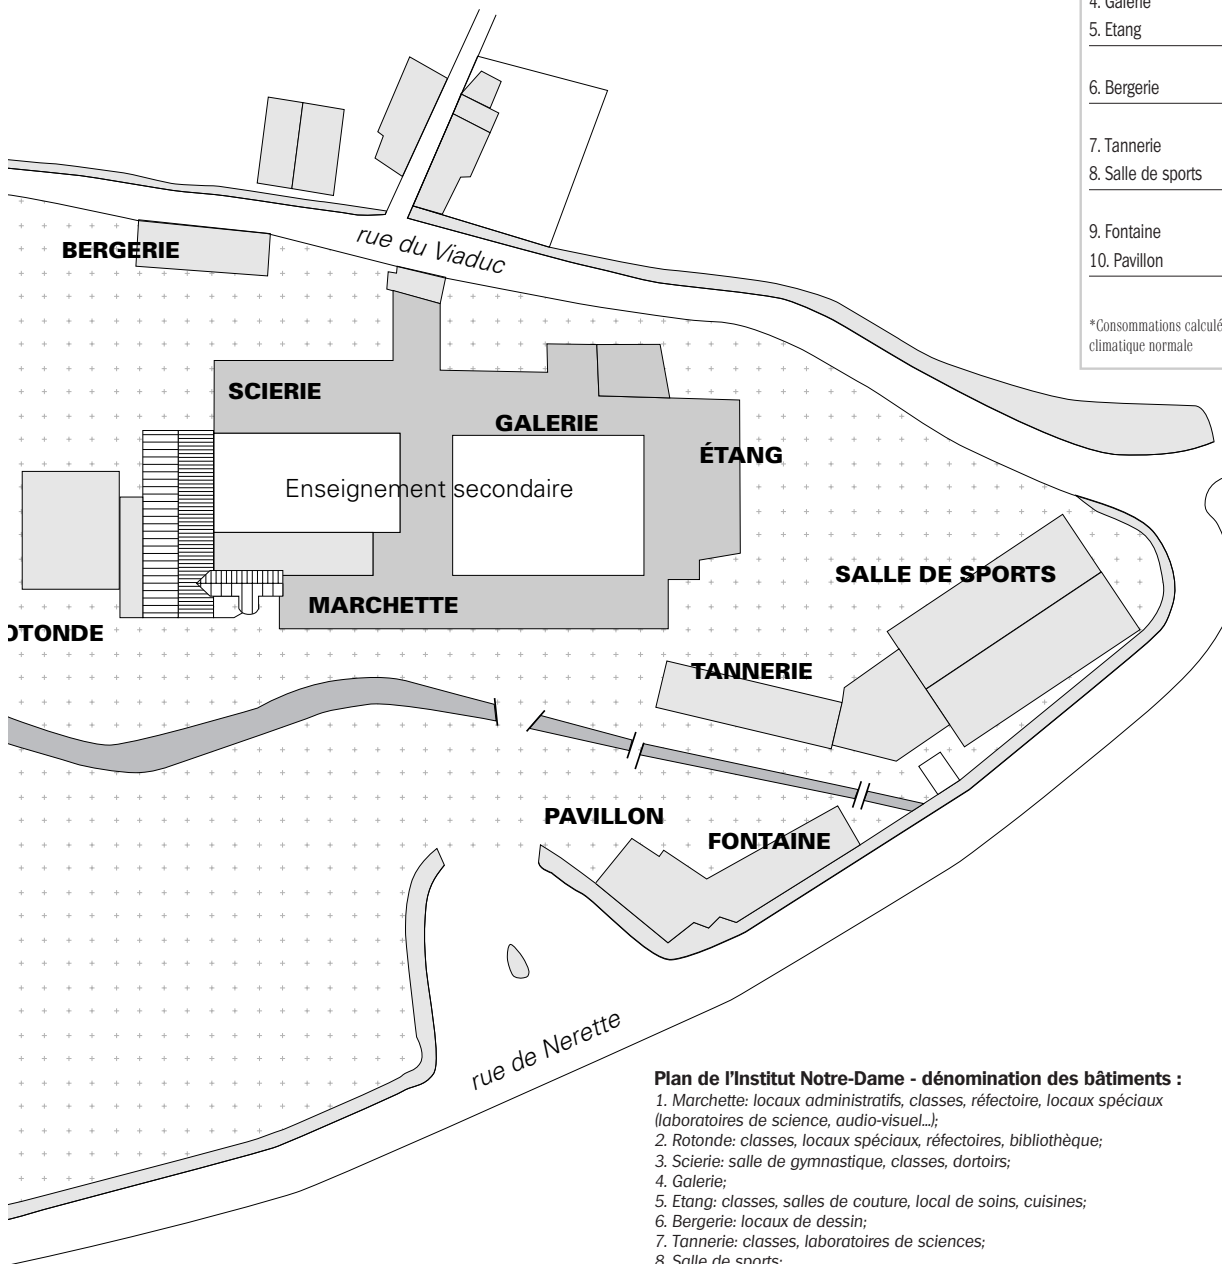 4. Galerie
5. Etang
6. Bergerie
7. Tannerie
8. Salle de sports
9. Fontaine
10. Pavillon
*Consommations calculé
climatique normale
rue du Viaduc
BERGERIE
SCIERIE
GALERIE
ÉTANG
Enseignement secondaire
SALLE DE SPORTS
MARCHETTE
OTONDE
TANNERIE
PAVILLON
FONTAINE
rue de Nerette
Plan de l'Institut Notre-Dame - dénomination des bâtiments :
1. Marchette: locaux administratifs, classes, réfectoire, locaux spéciaux
(laboratoires de science, audio-visuel...);
2. Rotonde: classes, locaux spéciaux, réfectoires, bibliothèque;
3. Scierie: salle de gymnastique, classes, dortoirs;
4. Galerie;
5. Etang: classes, salles de couture, local de soins, cuisines;
6. Bergerie: locaux de dessin;
7. Tannerie: classes, laboratoires de sciences;
8. Salle de sports;